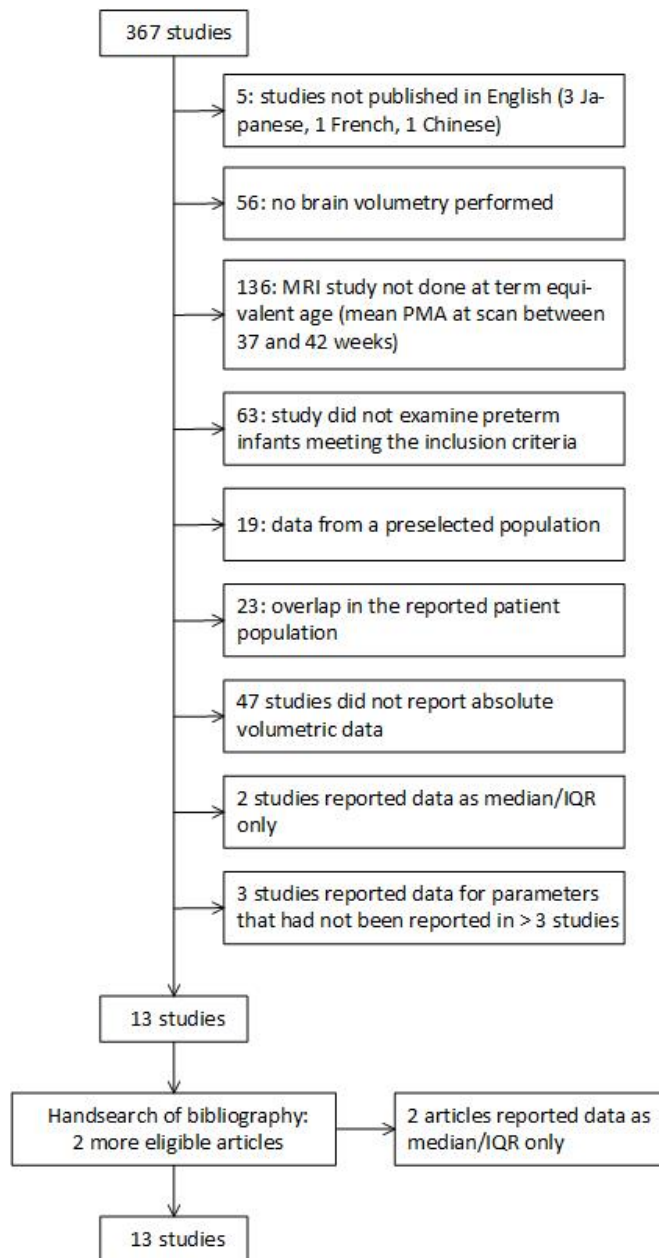 367 studies
5: studies not published in English (3 Ja-
panese, 1 French, 1 Chinese)
56: no brain volumetry performed
136: MRI study not done at term equi-
valent age (mean PMA at scan between
37 and 42 weeks)
63: study did not examine preterm
infants meeting the inclusion criteria
19: data from a preselected population
23: overlap in the reported patient
population
47 studies did not report absolute
volumetric data
2 studies reported data as median/IQR
only
3 studies reported data for parameters
that had not been reported in > 3 studies
13 studies
Handsearch of bibliography:
2 more eligible articles
2 articles reported data as
median/IQR only
13 studies